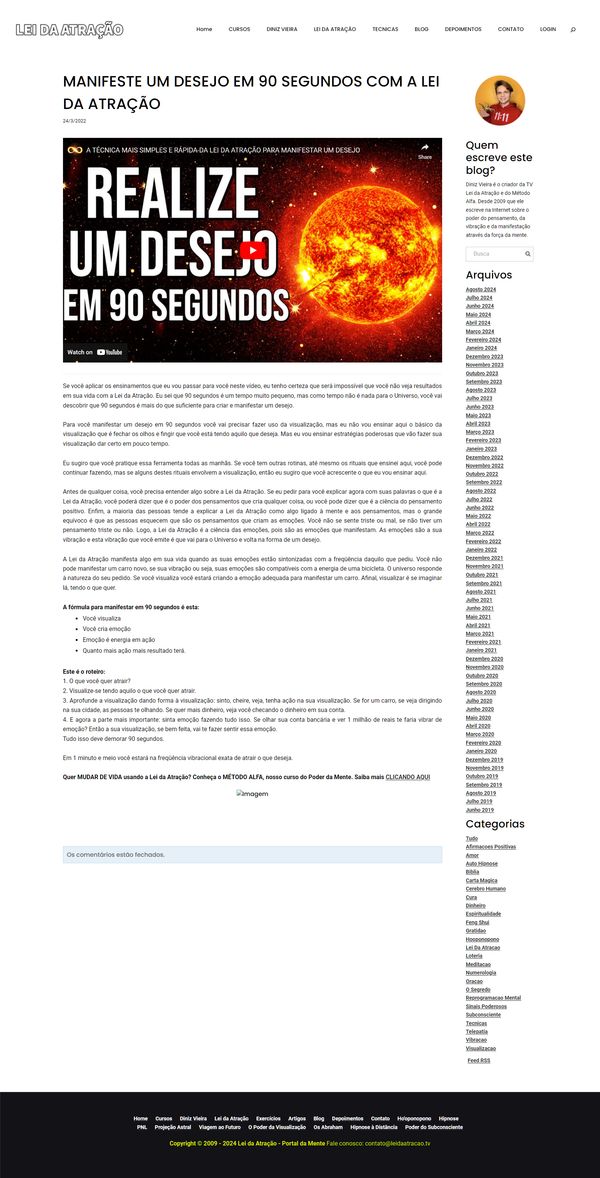 LEI DA ATRAÇÃO
Home CURSOS DINIZ VIEIRA LEI DA ATRAÇÃO TECNICAS BLOG DEPOIMENTOS CONTATO LOGIN
MANIFESTE UM DESEJO EM 90 SEGUNDOS COM A LEI
DA ATRAÇÃO
24/3/2022
A TÉCNICA MAIS SIMPLES E RÁPIDA DA LEI DA ATRAÇÃO PARA MANIFESTAR UM DESEJO
Share
REALIZE
UM DESEJO
EM 90 SEGUNDOS
Watch on YouTube
Se você aplicar os ensinamentos que eu vou passar para você neste vídeo, eu tenho certeza que será impossível que você não veja resultados
em sua vida com a Lei da Atração. Eu sei que 90 segundos é um tempo muito pequeno, mas como tempo não é nada para o Universo, você vai
descobrir que 90 segundos é mais do que suficiente para criar e manifestar um desejo.
Para você manifestar um desejo em 90 segundos você vai precisar fazer uso da visualização, mas eu não vou ensinar aqui o básico da
visualização que é fechar os olhos e fingir que você está tendo aquilo que deseja. Mas eu vou ensinar estratégias poderosas que vão fazer sua
visualização dar certo em pouco tempo.
Eu sugiro que você pratique essa ferramenta todas as manhãs. Se você tem outras rotinas, até mesmo os rituais que ensinei aqui, você pode
continuar fazendo, mas se alguns destes rituais envolvem a visualização, então eu sugiro que você acrescente o que eu vou ensinar aqui.
Antes de qualquer coisa, você precisa entender algo sobre a Lei da Atração. Se eu pedir para você explicar agora com suas palavras o que é a
Lei da Atração, você poderá dizer que é o poder dos pensamentos que cria qualquer coisa, ou você pode dizer que é a ciência do pensamento
positivo. Enfim, a maioria das pessoas tende a explicar a Lei da Atração como algo ligado à mente e aos pensamentos, mas o grande
equívoco é que as pessoas esquecem que são os pensamentos que criam as emoções. Você não se sente triste ou mal, se não tiver um
pensamento triste ou não. Logo, a Lei da Atração é a ciência das emoções, pois são as emoções que manifestam. As emoções são a sua
vibração e esta vibração que você emite é que vai para o Universo e volta na forma de um desejo.
A Lei da Atração manifesta algo em sua vida quando as suas emoções estão sintonizadas com a freqüência daquilo que pediu. Você não
pode manifestar um carro novo, se sua vibração ou seja, suas emoções são compatíveis com a energia de uma bicicleta. O universo responde
à natureza do seu pedido. Se você visualiza você estará criando a emoção adequada para manifestar um carro. Afinal, visualizar é se imaginar
lá, tendo o que quer.
A fórmula para manifestar em 90 segundos é esta:
• Você visualiza
• Você cria emoção
• Emoção é energia em ação
• Quanto mais ação mais resultado terá.
Este é o roteiro:
1. O que você quer atrair?
2. Visualize-se tendo aquilo o que você quer atrair.
3. Aprofunde a visualização dando forma à visualização: sinto, cheire, veja, tenha ação na sua visualização. Se for um carro, se veja dirigindo
na sua cidade, as pessoas te olhando. Se quer mais dinheiro, veja você checando o dinheiro em sua conta.
4. E agora a parte mais importante: sinta emoção fazendo tudo isso. Se olhar sua conta bancária e ver 1 milhão de reais te faria vibrar de
emoção? Então a sua visualização, se bem feita, vai te fazer sentir essa emoção.
Tudo isso deve demorar 90 segundos.
Em 1 minuto e meio você estará na freqüência vibracional exata de atrair o que deseja.
Quer MUDAR DE VIDA usando a Lei da Atração? Conheça o MÉTODO ALFA, nosso curso do Poder da Mente. Saiba mais CLICANDO AQUI
Imagem
Os comentários estão fechados.
11:11
Quem
escreve este
blog?
Diniz Vieira é o criador da TV
Lei da Atração e do Método
Alfa. Desde 2009 que ele
escreve na Internet sobre o
poder do pensamento, da
vibração e da manifestação
através da força da mente.
Busca
Arquivos
Agosto 2024
Julho 2024
Junho 2024
Maio 2024
Abril 2024
Março 2024
Fevereiro 2024
Janeiro 2024
Dezembro 2023
Novembro 2023
Outubro 2023
Setembro 2023
Agosto 2023
Julho 2023
Junho 2023
Maio 2023
Abril 2023
Março 2023
Fevereiro 2023
Janeiro 2023
Dezembro 2022
Novembro 2022
Outubro 2022
Setembro 2022
Agosto 2022
Julho 2022
Junho 2022
Maio 2022
Abril 2022
Março 2022
Fevereiro 2022
Janeiro 2022
Dezembro 2021
Novembro 2021
Outubro 2021
Setembro 2021
Agosto 2021
Julho 2021
Junho 2021
Maio 2021
Abril 2021
Março 2021
Fevereiro 2021
Janeiro 2021
Dezembro 2020
Novembro 2020
Outubro 2020
Setembro 2020
Agosto 2020
Julho 2020
Junho 2020
Maio 2020
Abril 2020
Março 2020
Fevereiro 2020
Janeiro 2020
Dezembro 2019
Novembro 2019
Outubro 2019
Setembro 2019
Agosto 2019
Julho 2019
Junho 2019
Categorias
Tudo
Afirmacoes Positivas
Amor
Auto Hipnose
Biblia
Carta Magica
Cerebro Humano
Cura
Dinheiro
Espiritualidade
Feng Shui
Gratidao
Hooponopono
Lei Da Atracao
Loteria
Meditacao
Numerologia
Oracao
O Segredo
Reprogramacao Mental
Sinais Poderosos
Subconsciente
Tecnicas
Telepatia
Vibracao
Visualizacao
Feed RSS
Home Cursos Diniz Vieira Lei da Atração Exercícios Artigos Blog Depoimentos Contato Ho'oponopono Hipnose
PNL Projeção Astral Viagem ao Futuro O Poder da Visualização Os Abraham Hipnose à Distância Poder do Subconsciente
Copyright © 2009 - 2024 Lei da Atração - Portal da Mente Fale conosco: contato@leidaatracao.tv